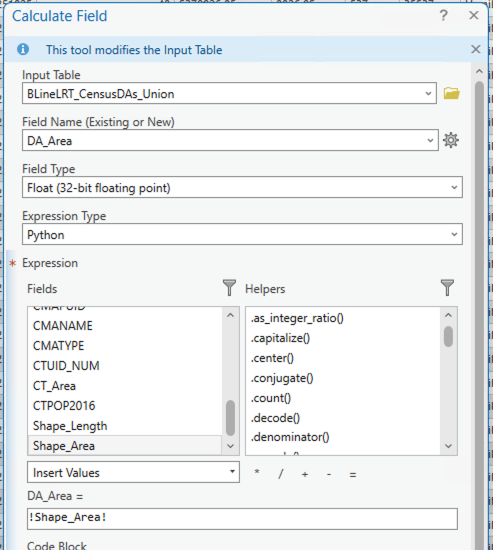 Calculate Field
?
This tool modifies the Input Table
Input Table
BLineLRT_CensusDAs_Union
Field Name (Existing or New)
DA_Area
Field Type
Float (32-bit floating point)
Expression Type
Python
* Expression
Fields Helpers
CMANAME
CMATYPE
CTUID_NUM
CT_Area
CTPOP2016
Shape_Length
Shape_Area
.as_integer_ratio()
.capitalize()
.center()
.conjugate()
.count()
.decode()
.denominator()
Insert Values * / + - =
DA_Area =
!Shape_Area!
Code Block